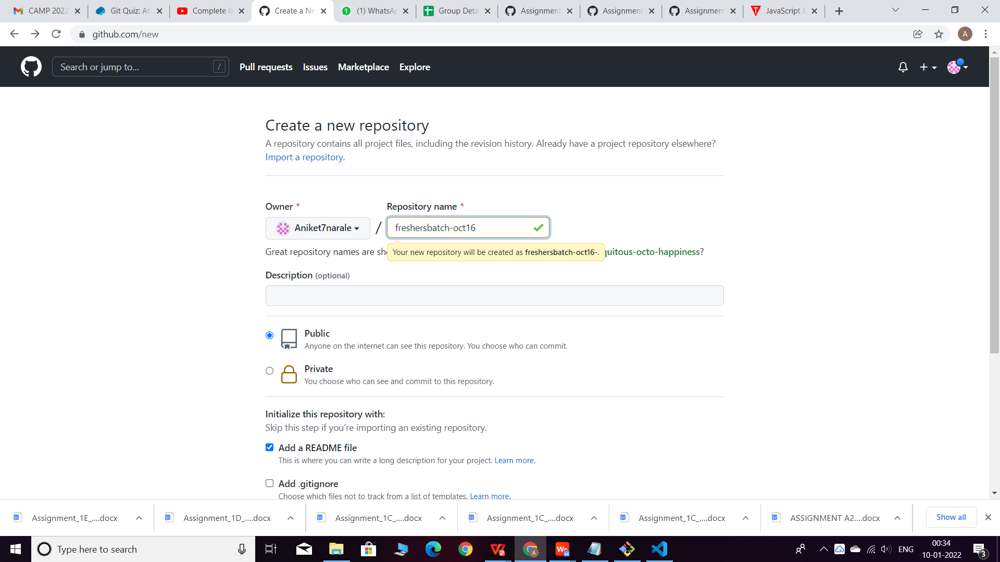 CAMP 2022
Git Quiz: At
Complete G
Create a Ne
(1) WhatsAp
Group Deta
Assignment
Assignment
Assignment
JavaScript E
github.com/new
A
Search or jump to...
/
Pull requests
Issues
Marketplace
Explore
Create a new repository
A repository contains all project files, including the revision history. Already have a project repository elsewhere?
Import a repository.
Owner *
Repository name *
Aniket7narale
/
freshersbatch-oct16
Great repository names are sh
Your new repository will be created as freshersbatch-oct16-.
quitous-octo-happiness?
Description (optional)
Public
Anyone on the internet can see this repository. You choose who can commit.
Private
You choose who can see and commit to this repository.
Initialize this repository with:
Skip this step if you’re importing an existing repository.
Add a README file
This is where you can write a long description for your project. Learn more.
Add .gitignore
Choose which files not to track from a list of templates. Learn more.
Assignment_1E_....docx
Assignment_1D_....docx
Assignment_1C_....docx
Assignment_1C_....docx
Assignment_1C_....docx
ASSIGNMENT A2....docx
Show all
Type here to search
ENG
00:34
10-01-2022
3